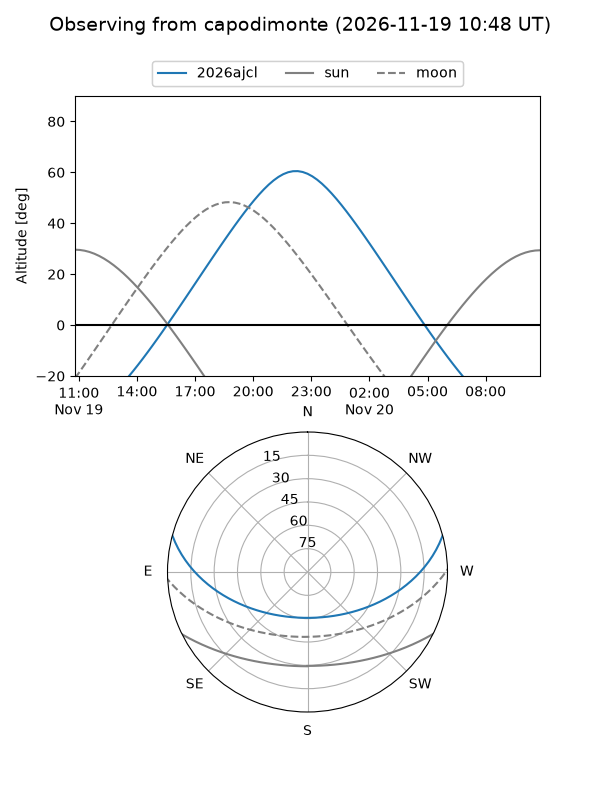 Observing from capodimonte (2026-11-19 10:48 UT)
2026ajcl sun moon
Altitude [deg]
80
60
40
20
0
−20
11:00 14:00 17:00 20:00 23:00 02:00 05:00 08:00
Nov 19 Nov 20
N
NE NW
15
30
45
60
75
E W
SE SW
S